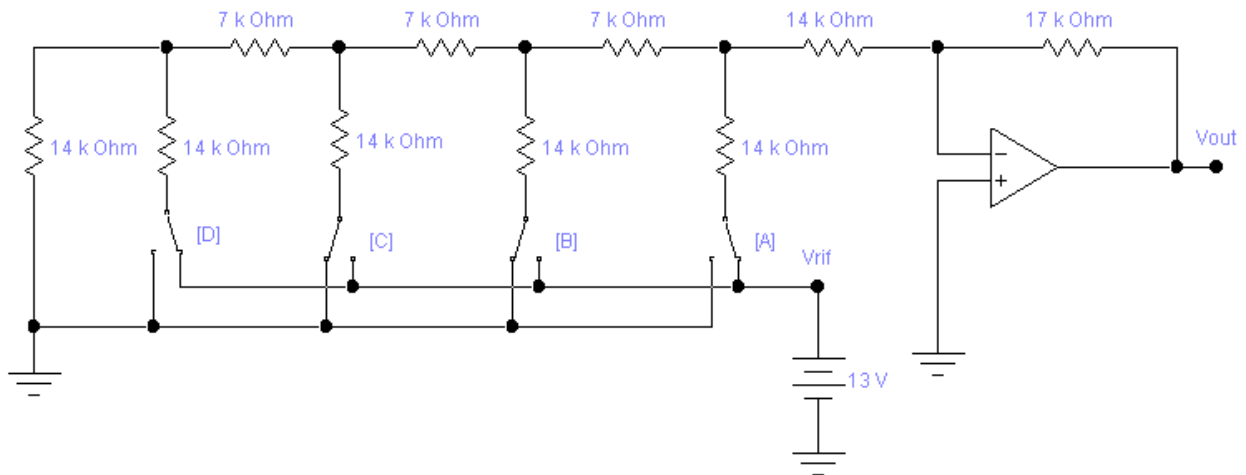 7 k Ohm 7 k Ohm 7 k Ohm 14 k Ohm 17 k Ohm
14 k Ohm 14 k Ohm 14 k Ohm 14 k Ohm 14 k Ohm
Vout
−
+
[D] [C] [B] [A]
Vrif
13 V